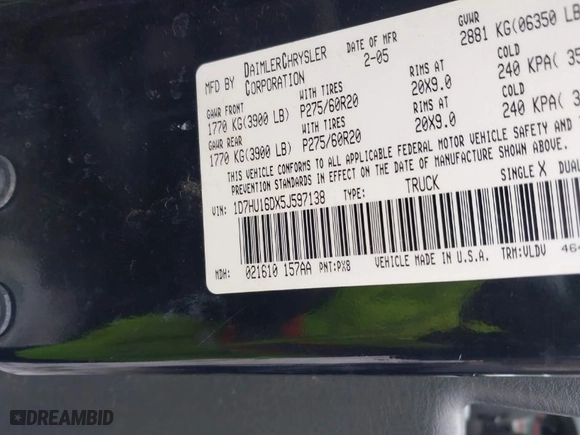 MFD BY DAIMLERCHRYSLER CORPORATION
DATE OF MFR 2-05
GVWR 2881 KG(06350 LB
GAWR FRONT 1770 KG(3900 LB)
WITH TIRES P275/60R20
RIMS AT 20X9.0
COLD 240 KPA( 35
GAWR REAR 1770 KG(3900 LB)
WITH TIRES P275/60R20
RIMS AT 20X9.0
COLD 240 KPA(
THIS VEHICLE CONFORMS TO ALL APPLICABLE FEDERAL MOTOR VEHICLE SAFETY AND
PREVENTION STANDARDS IN EFFECT ON THE DATE OF MANUFACTURE SHOWN ABOVE.
VIN: 1D7HU16DX5J597138 TYPE: TRUCK SINGLE X DUAL
MDH: 021610 157AA PNT:PX8 VEHICLE MADE IN U.S.A. TRM:VLDV 464
DREAMBID